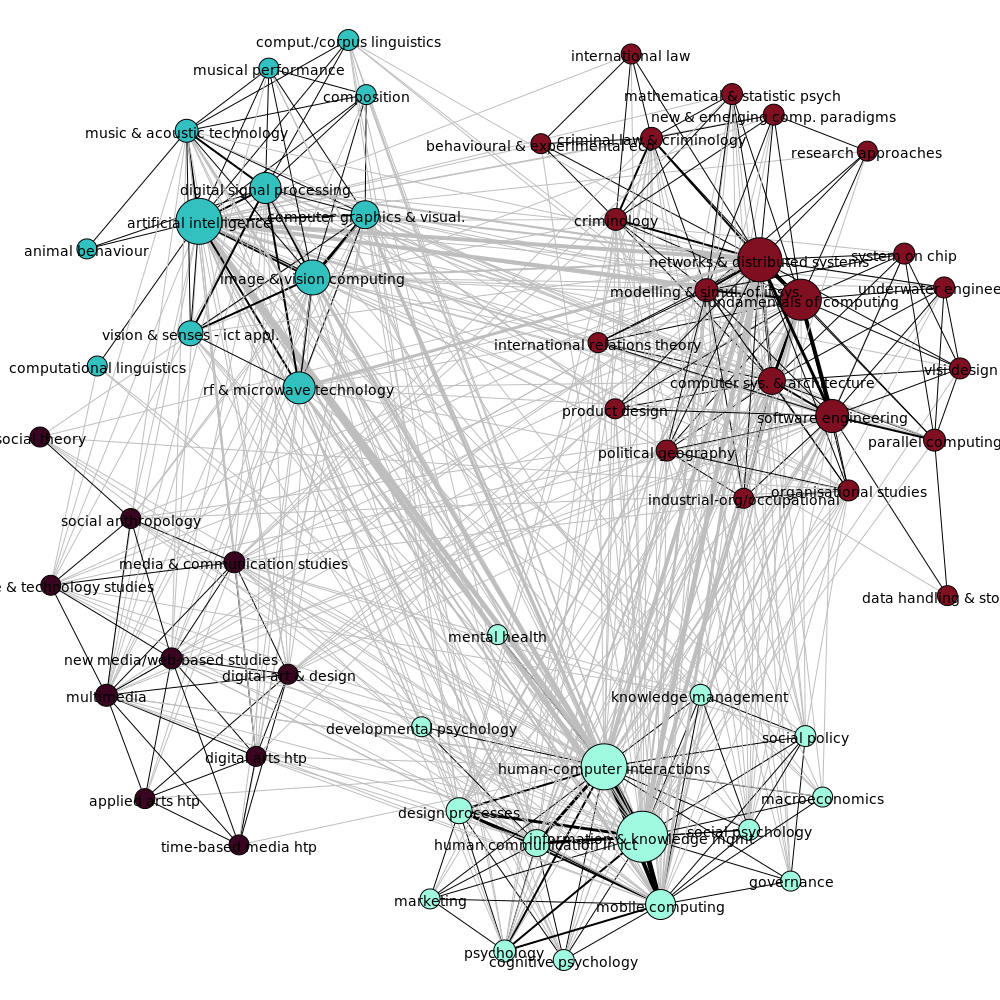 comput./corpus linguistics
international law
musical performance
composition
mathematical & statistic psych
new & emerging comp. paradigms
music & acoustic technology
criminal law & criminology
behavioural & experimental eco
research approaches
digital signal processing
artificial intelligence
computer graphics & visual.
criminology
animal behaviour
system on chip
networks & distributed systems
image & vision computing
underwater enginee
modelling & simul. of it sys.
fundamentals of computing
vision & senses - ict appl.
international relations theory
computational linguistics
vlsi design
computer sys. & architecture
rf & microwave technology
product design
software engineering
social theory
parallel computing
political geography
industrial-org/occupational
organisational studies
social anthropology
media & communication studies
e & technology studies
data handling & sto
mental health
new media/web-based studies
digital art & design
multimedia
knowledge management
developmental psychology
social policy
digital arts htp
human-computer interactions
applied arts htp
macroeconomics
design processes
social psychology
information & knowledge mgmt
human communication in ict
time-based media htp
governance
marketing
mobile computing
psychology
cognitive psychology